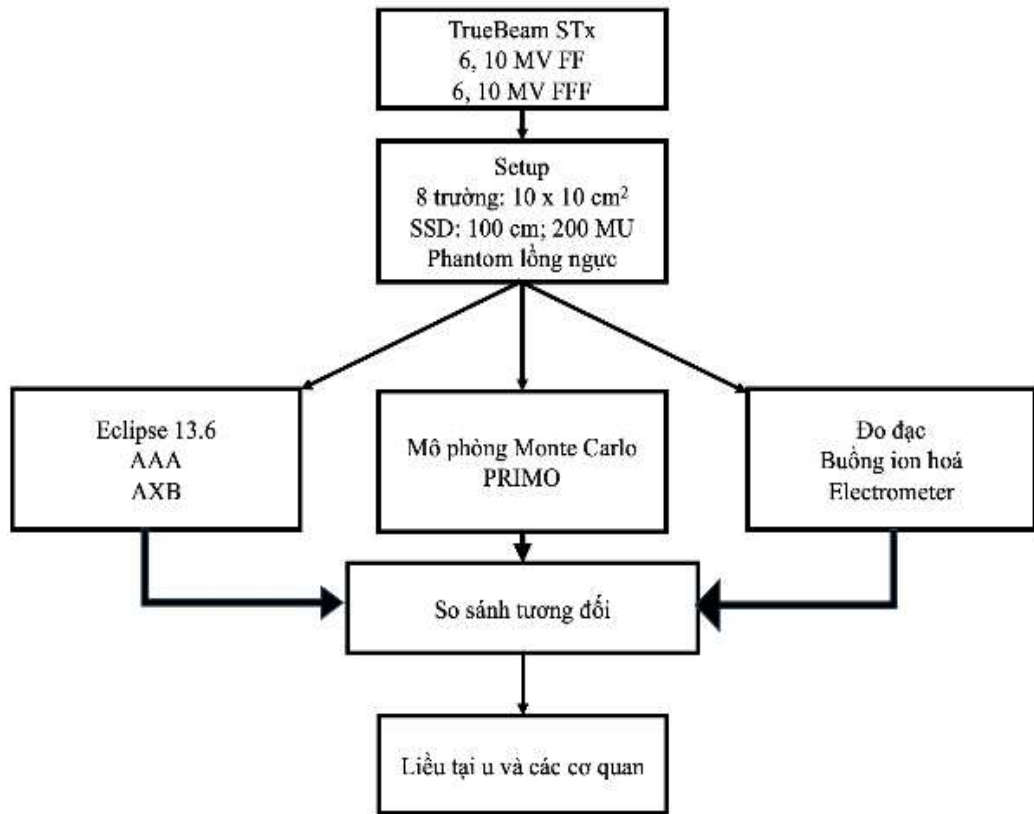 TrueBeam STx
6, 10 MV FF
6, 10 MV FFF
Setup
8 trường: 10 x 10 cm²
SSD: 100 cm; 200 MU
Phantom lồng ngực
Eclipse 13.6
AAA
AXB
Mô phỏng Monte Carlo
PRIMO
Đo đạc
Buồng ion hoá
Electrometer
So sánh tương đối
Liều tại u và các cơ quan